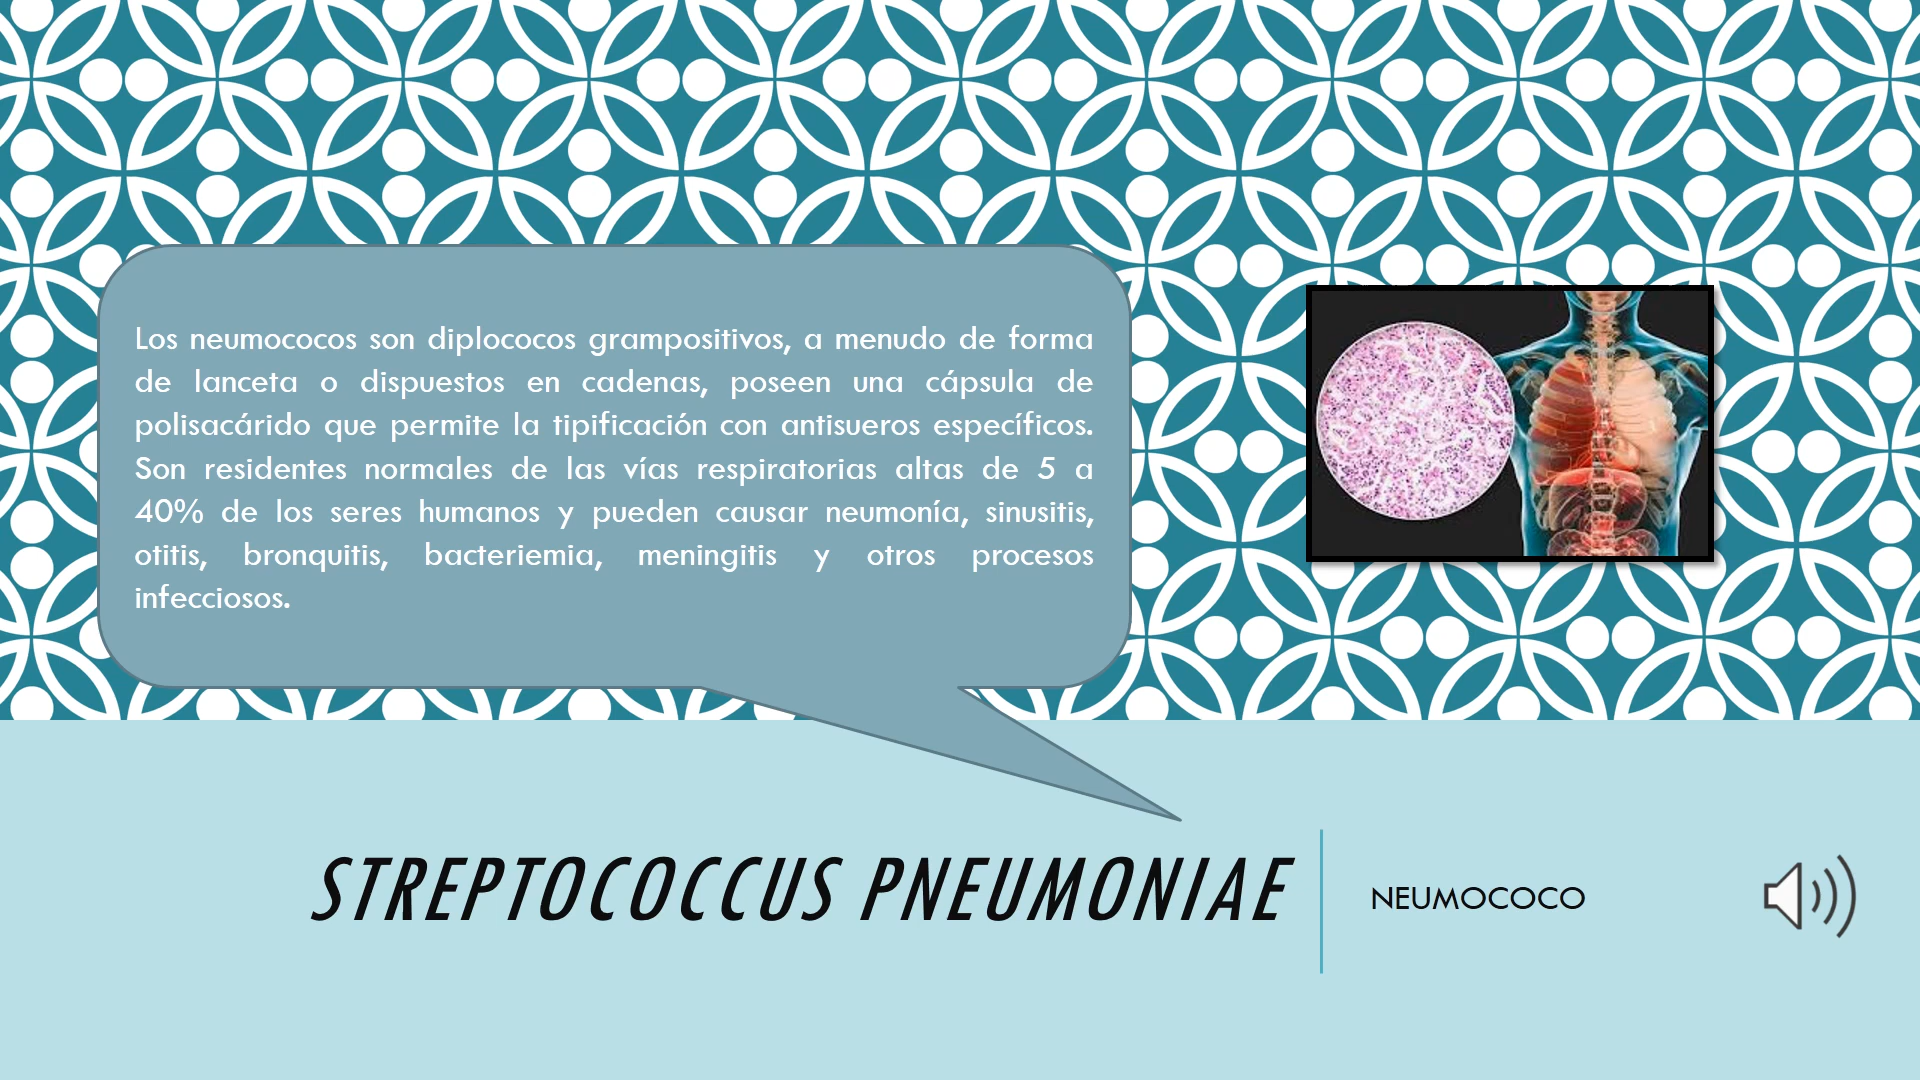 Los neumococos son diplococos grampositivos, a menudo de forma
de lanceta o dispuestos en cadenas, poseen una cápsula de
polisacárido que permite la tipificación con antisueros específicos.
Son residentes normales de las vías respiratorias altas de 5 a
40% de los seres humanos y pueden causar neumonía, sinusitis,
otitis, bronquitis, bacteriemia, meningitis y otros procesos
infecciosos.
STREPTOCOCCUS PNEUMONIAE
NEUMOCOCO